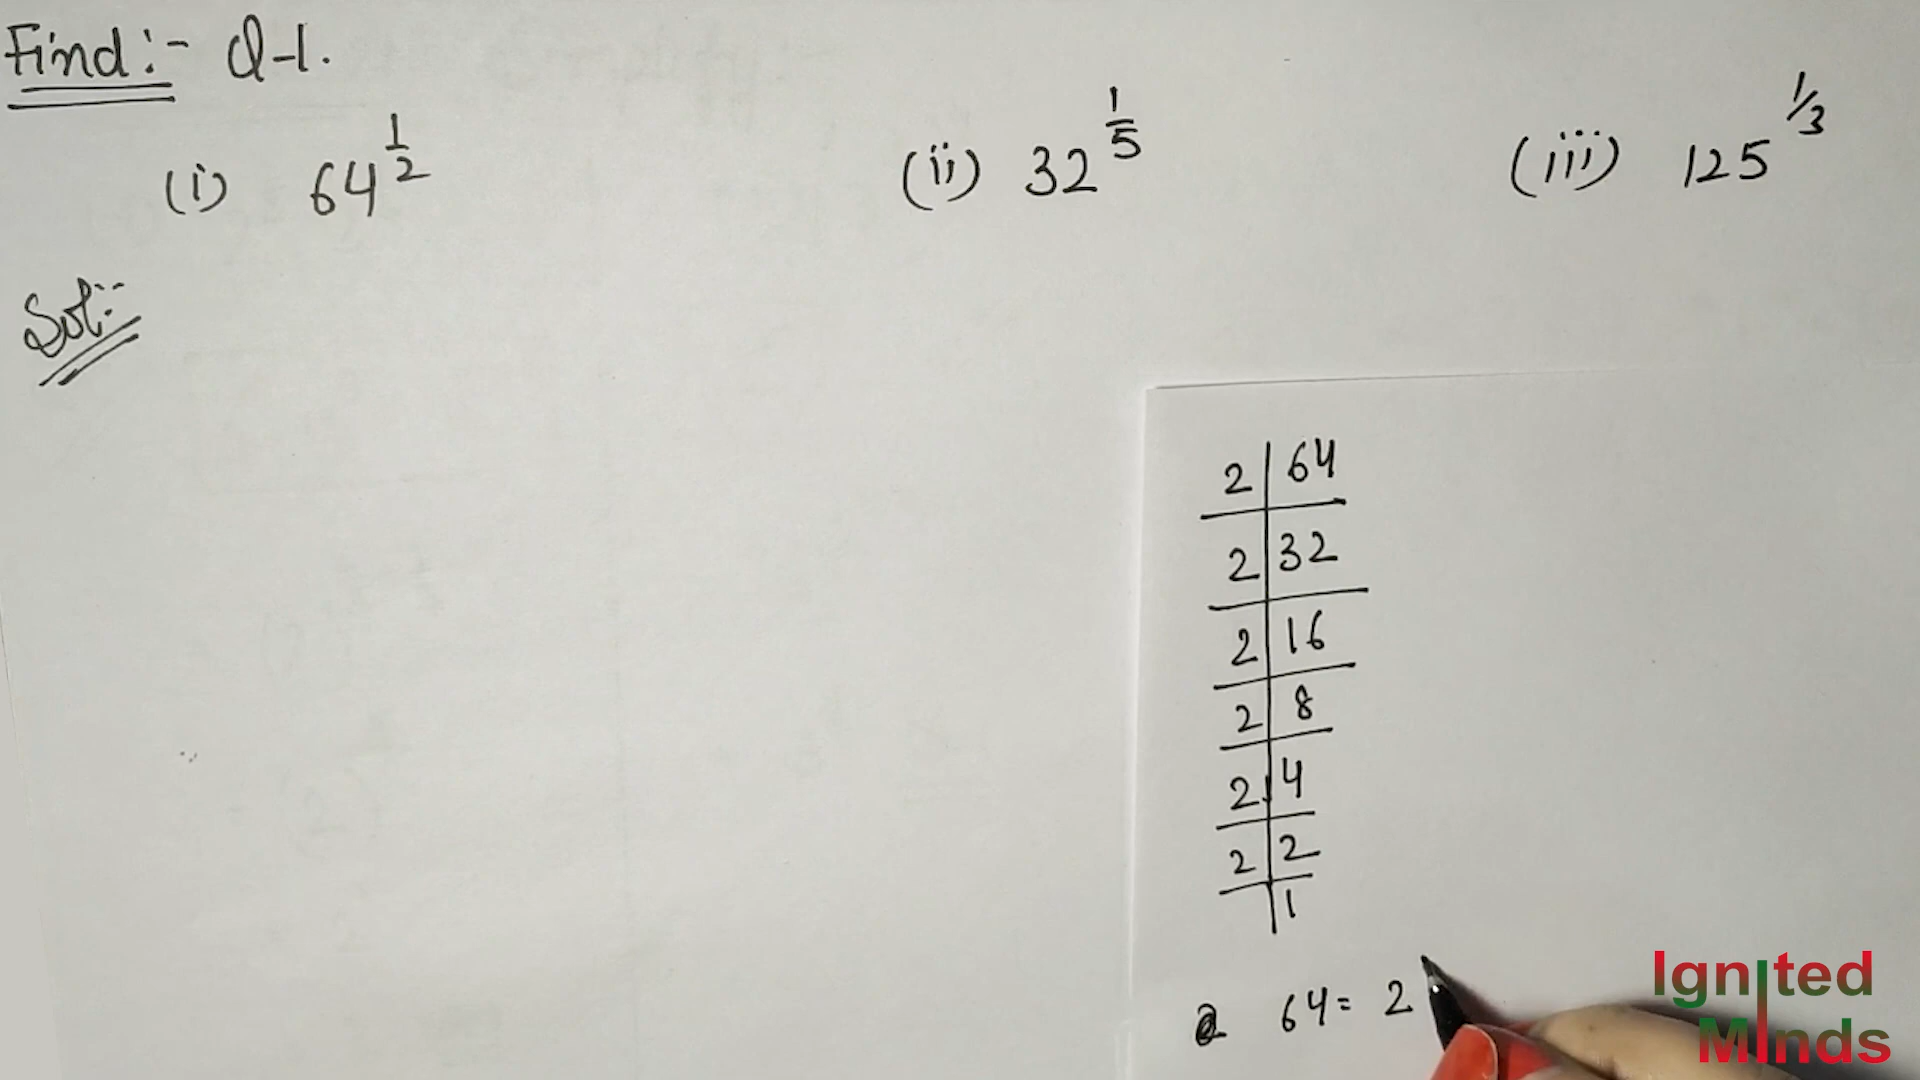 Find:- Q-1.
(i) 64^1/2 (ii) 32^1/5 (iii) 125^1/3
Sol:-
2 | 64
2 | 32
2 | 16
2 | 8
2 | 4
2 | 2
| 1
64 = 2
Ignited
Minds